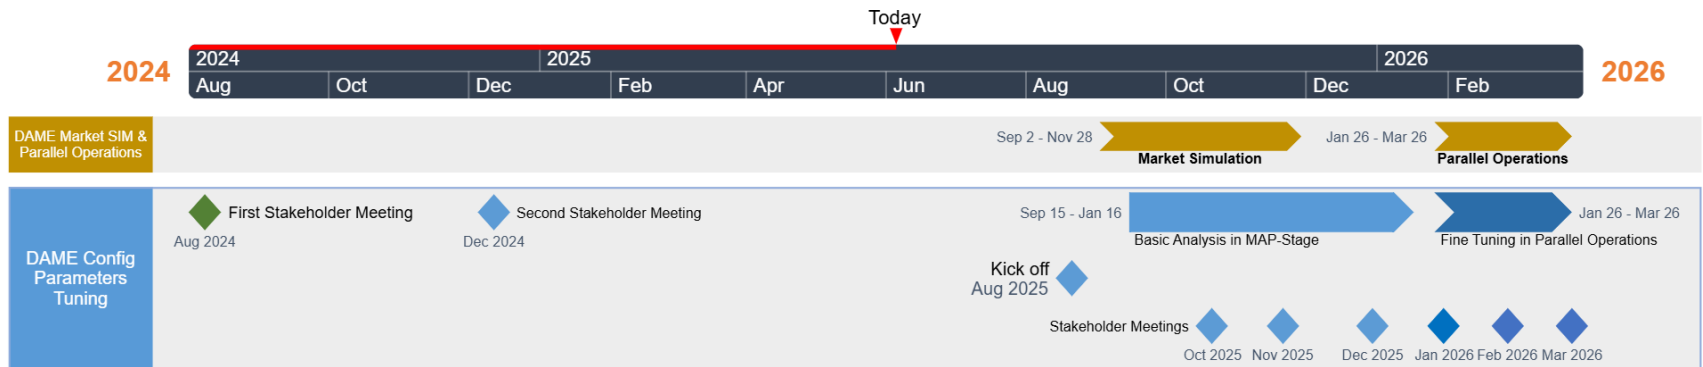 Today
2024
2024
2025
2026
Aug
Oct
Dec
Feb
Apr
Jun
Aug
Oct
Dec
Feb
2026
DAME Market SIM &
Parallel Operations
Sep 2 - Nov 28
Market Simulation
Jan 26 - Mar 26
Parallel Operations
DAME Config
Parameters
Tuning
First Stakeholder Meeting
Aug 2024
Second Stakeholder Meeting
Dec 2024
Sep 15 - Jan 16
Basic Analysis in MAP-Stage
Jan 26 - Mar 26
Fine Tuning in Parallel Operations
Kick off
Aug 2025
Stakeholder Meetings
Oct 2025
Nov 2025
Dec 2025
Jan 2026
Feb 2026
Mar 2026